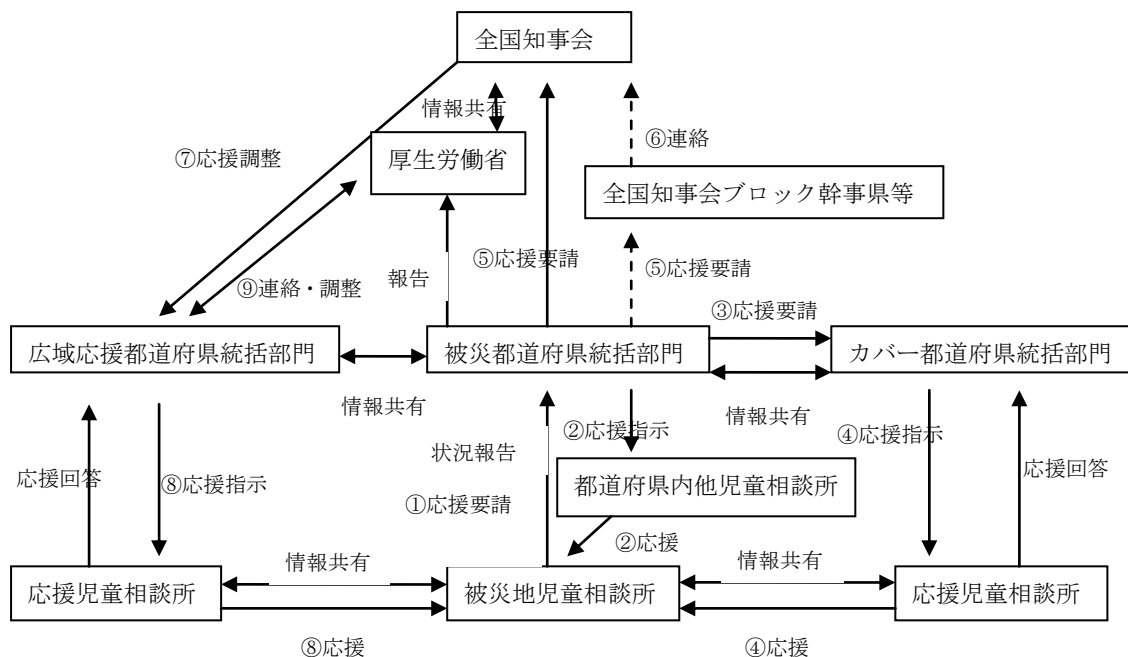 全国知事会
情報共有
⑦応援調整
厚生労働省
⑥連絡
全国知事会ブロック幹事県等
⑤応援要請
⑤応援要請
報告
⑨連絡・調整
③応援要請
広域応援都道府県統括部門
被災都道府県統括部門
カバー都道府県統括部門
情報共有
情報共有
②応援指示
④応援指示
状況報告
応援回答
⑧応援指示
応援回答
都道府県内他児童相談所
①応援要請
②応援
情報共有
情報共有
応援児童相談所
被災地児童相談所
応援児童相談所
⑧応援
④応援